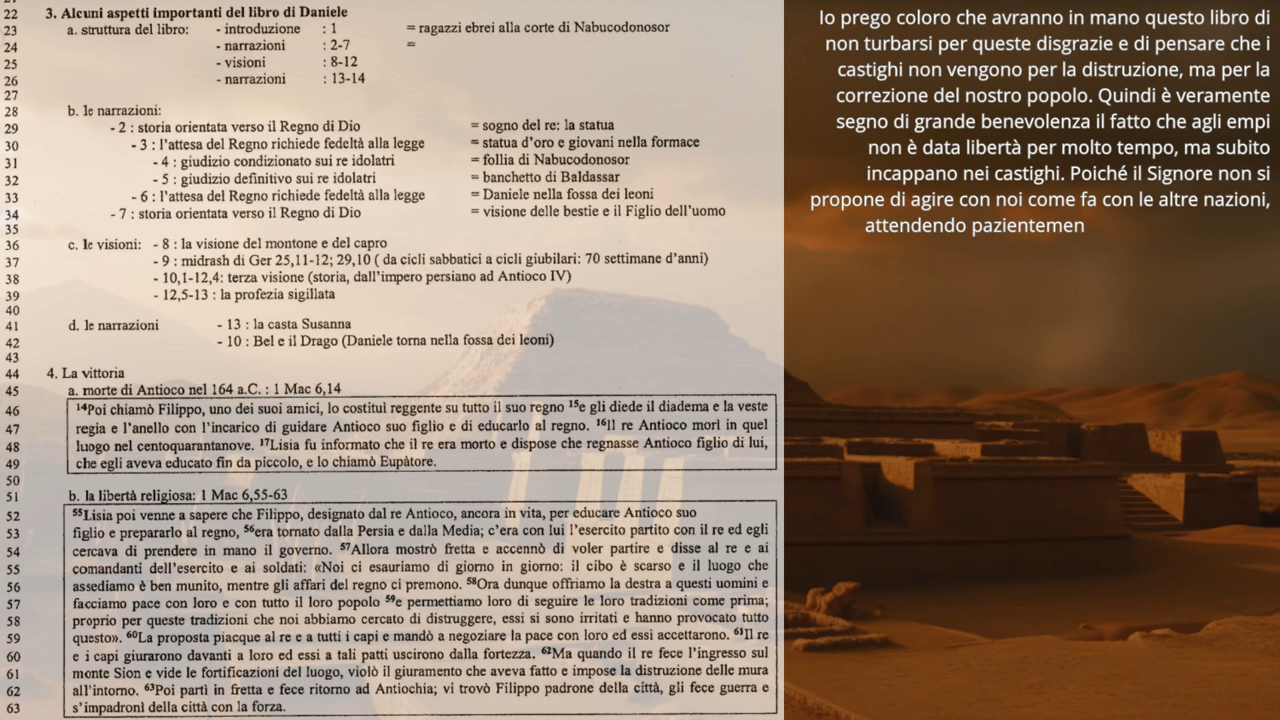 22 3. Alcuni aspetti importanti del libro di Daniele
23 a. struttura del libro: - introduzione : 1 = ragazzi ebrei alla corte di Nabucodonosor
24 - narrazioni : 2-7 =
25 - visioni : 8-12
26 - narrazioni : 13-14
27
28 b. le narrazioni:
29 - 2 : storia orientata verso il Regno di Dio = sogno del re: la statua
30 - 3 : l'attesa del Regno richiede fedeltà alla legge = statua d'oro e giovani nella formace
31 - 4 : giudizio condizionato sui re idolatri = follia di Nabucodonosor
32 - 5 : giudizio definitivo sui re idolatri = banchetto di Baldassar
33 - 6 : l'attesa del Regno richiede fedeltà alla legge = Daniele nella fossa dei leoni
34 - 7 : storia orientata verso il Regno di Dio = visione delle bestie e il Figlio dell'uomo
35
36 c. le visioni: - 8 : la visione del montone e del capro
37 - 9 : midrash di Ger 25,11-12; 29,10 ( da cicli sabbatici a cicli giubilari: 70 settimane d'anni)
38 - 10,1-12,4: terza visione (storia, dall'impero persiano ad Antioco IV)
39 - 12,5-13 : la profezia sigillata
40
41 d. le narrazioni - 13 : la casta Susanna
42 - 10 : Bel e il Drago (Daniele torna nella fossa dei leoni)
43
44 4. La vittoria
45 a. morte di Antioco nel 164 a.C. : 1 Mac 6,14
46 ¹⁴Poi chiamò Filippo, uno dei suoi amici, lo costituì reggente su tutto il suo regno ¹⁵e gli diede il diadema e la veste
47 regia e l'anello con l'incarico di guidare Antioco suo figlio e di educarlo al regno. ¹⁶Il re Antioco morì in quel
48 luogo nel centoquarantanove. ¹⁷Lisia fu informato che il re era morto e dispose che regnasse Antioco figlio di lui,
49 che egli aveva educato fin da piccolo, e lo chiamò Eupàtore.
50
51 b. la libertà religiosa: 1 Mac 6,55-63
52 ⁵⁵Lisia poi venne a sapere che Filippo, designato dal re Antioco, ancora in vita, per educare Antioco suo
53 figlio e prepararlo al regno, ⁵⁶era tornato dalla Persia e dalla Media; c'era con lui l'esercito partito con il re ed egli
54 cercava di prendere in mano il governo. ⁵⁷Allora mostrò fretta e accennò di voler partire e disse al re e ai
55 comandanti dell'esercito e ai soldati: «Noi ci esauriamo di giorno in giorno: il cibo è scarso e il luogo che
56 assediamo è ben munito, mentre gli affari del regno ci premono. ⁵⁸Ora dunque offriamo la destra a questi uomini e
57 facciamo pace con loro e con tutto il loro popolo ⁵⁹e permettiamo loro di seguire le loro tradizioni come prima;
58 proprio per queste tradizioni che noi abbiamo cercato di distruggere, essi si sono irritati e hanno provocato tutto
59 questo». ⁶⁰La proposta piacque al re e a tutti i capi e mandò a negoziare la pace con loro ed essi accettarono. ⁶¹Il re
60 e i capi giurarono davanti a loro ed essi a tali patti uscirono dalla fortezza. ⁶²Ma quando il re fece l'ingresso sul
61 monte Sion e vide le fortificazioni del luogo, violò il giuramento che aveva fatto e impose la distruzione delle mura
62 all'intorno. ⁶³Poi partì in fretta e fece ritorno ad Antiochia; vi trovò Filippo padrone della città, gli fece guerra e
63 s'impadronì della città con la forza.
Io prego coloro che avranno in mano questo libro di
non turbarsi per queste disgrazie e di pensare che i
castighi non vengono per la distruzione, ma per la
correzione del nostro popolo. Quindi è veramente
segno di grande benevolenza il fatto che agli empi
non è data libertà per molto tempo, ma subito
incappano nei castighi. Poiché il Signore non si
propone di agire con noi come fa con le altre nazioni,
attendendo pazientemen